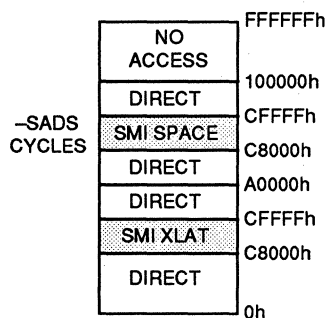 FFFFFFh
NO
ACCESS
100000h
DIRECT
CFFFFh
–SADS
CYCLES
SMI SPACE
C8000h
DIRECT
A0000h
DIRECT
CFFFFh
SMI XLAT
C8000h
DIRECT
0h